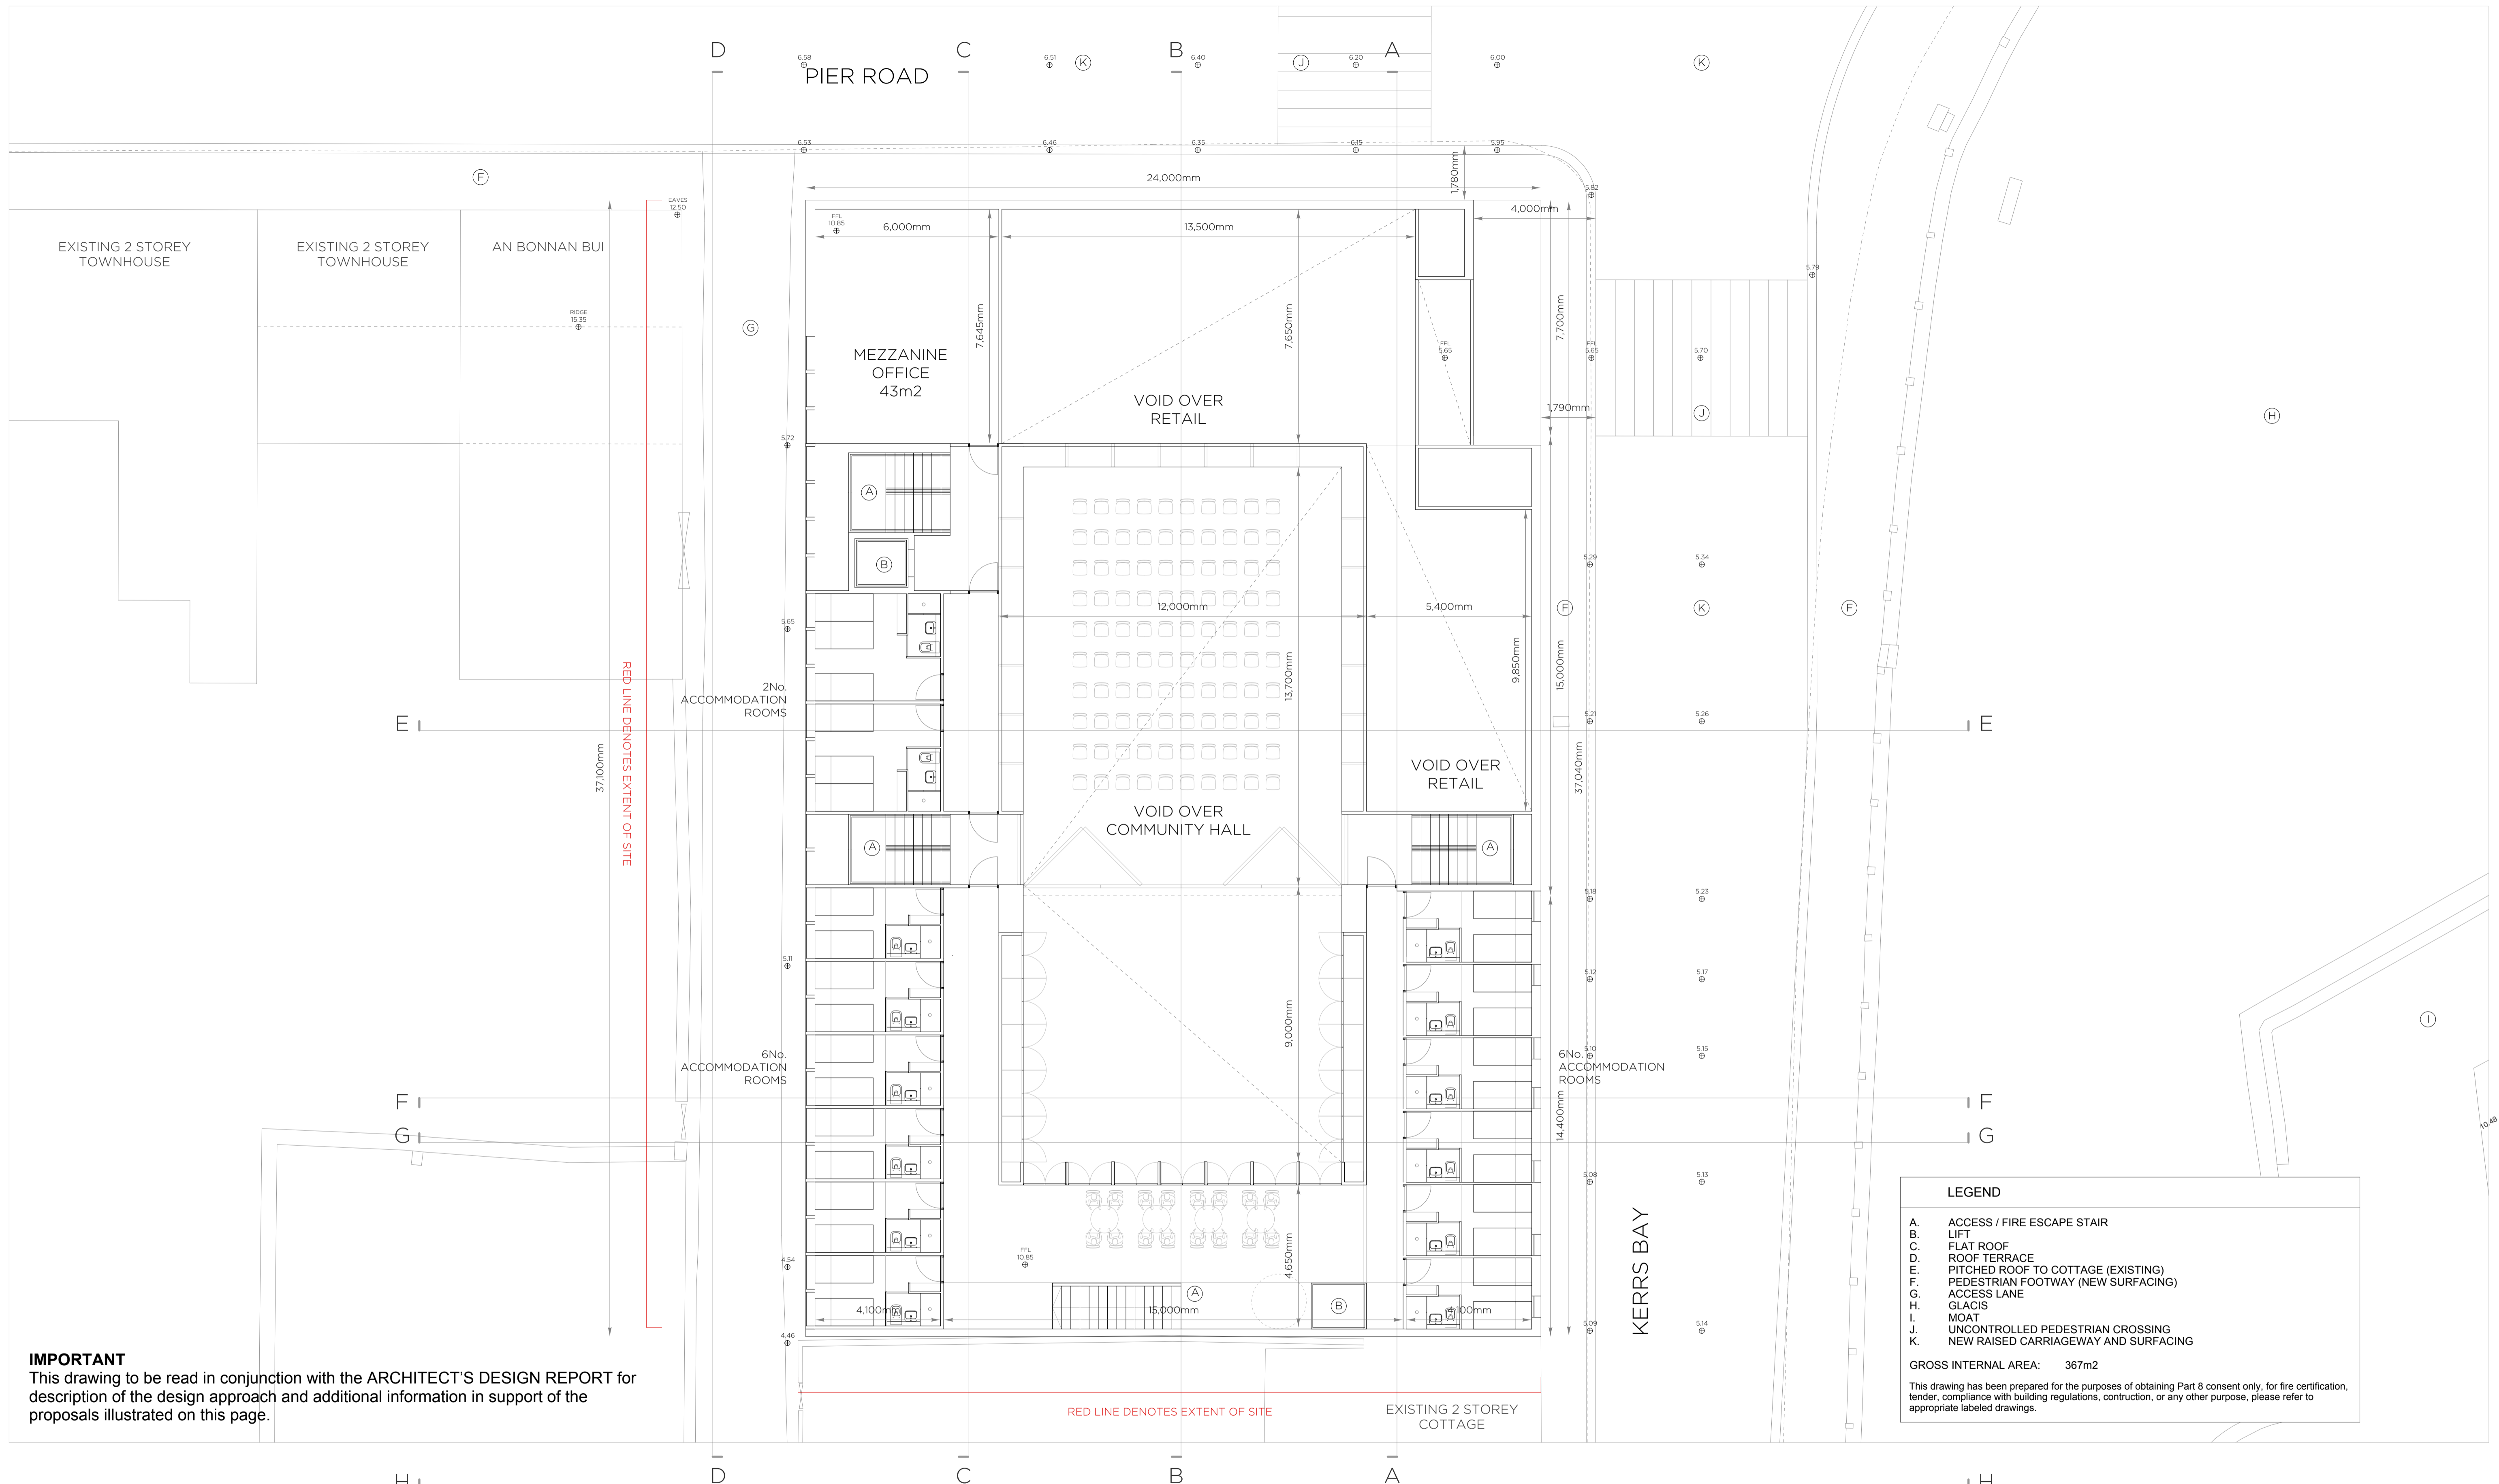 D
C
B
A
6.58
6.51
K
6.40
J
6.20
6.00
K
PIER ROAD
6.53
6.46
6.35
6.15
5.95
1,780mm
F
24,000mm
5.82
EAVES
12.50
4,000mm
FFL
10.85
6,000mm
13,500mm
EXISTING 2 STOREY
TOWNHOUSE
EXISTING 2 STOREY
TOWNHOUSE
AN BONNAN BUI
5.79
RIDGE
15.35
G
7,645mm
7,650mm
7,700mm
FFL
5.65
FFL
5.65
5.70
MEZZANINE
OFFICE
43m2
VOID OVER
RETAIL
1,790mm
J
H
5.72
A
B
5.29
5.34
12,000mm
5,400mm
F
K
F
5.65
9,850mm
15,000mm
13,700mm
2No.
ACCOMMODATION
ROOMS
RED LINE DENOTES EXTENT OF SITE
E
5.21
5.26
E
37,100mm
37,040mm
VOID OVER
RETAIL
VOID OVER
COMMUNITY HALL
A
A
5.18
5.23
5.11
5.12
5.17
9,000mm
I
6No.
ACCOMMODATION
ROOMS
6No.
ACCOMMODATION
ROOMS
5.10
5.15
F
F
14,400mm
G
G
10.48
5.08
5.13
KERRS BAY
FFL
10.85
4,650mm
4.54
A
B
4,100mm
15,000mm
4,100mm
4.46
5.09
5.14
LEGEND
A. ACCESS / FIRE ESCAPE STAIR
B. LIFT
C. FLAT ROOF
D. ROOF TERRACE
E. PITCHED ROOF TO COTTAGE (EXISTING)
F. PEDESTRIAN FOOTWAY (NEW SURFACING)
G. ACCESS LANE
H. GLACIS
I. MOAT
J. UNCONTROLLED PEDESTRIAN CROSSING
K. NEW RAISED CARRIAGEWAY AND SURFACING
GROSS INTERNAL AREA: 367m2
This drawing has been prepared for the purposes of obtaining Part 8 consent only, for fire certification,
tender, compliance with building regulations, contruction, or any other purpose, please refer to
appropriate labeled drawings.
IMPORTANT
This drawing to be read in conjunction with the ARCHITECT'S DESIGN REPORT for
description of the design approach and additional information in support of the
proposals illustrated on this page.
RED LINE DENOTES EXTENT OF SITE
EXISTING 2 STOREY
COTTAGE
H
D
C
B
A
H